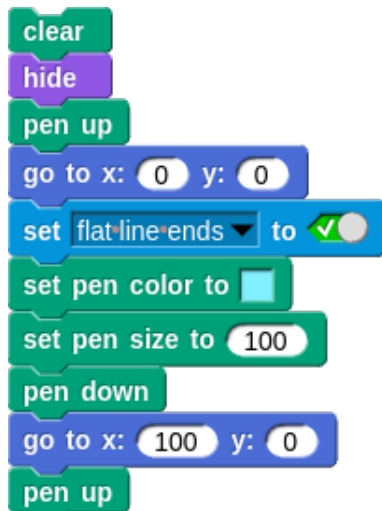 clear
hide
pen up
go to x: 0 y: 0
set flat line ends to
set pen color to
set pen size to 100
pen down
go to x: 100 y: 0
pen up